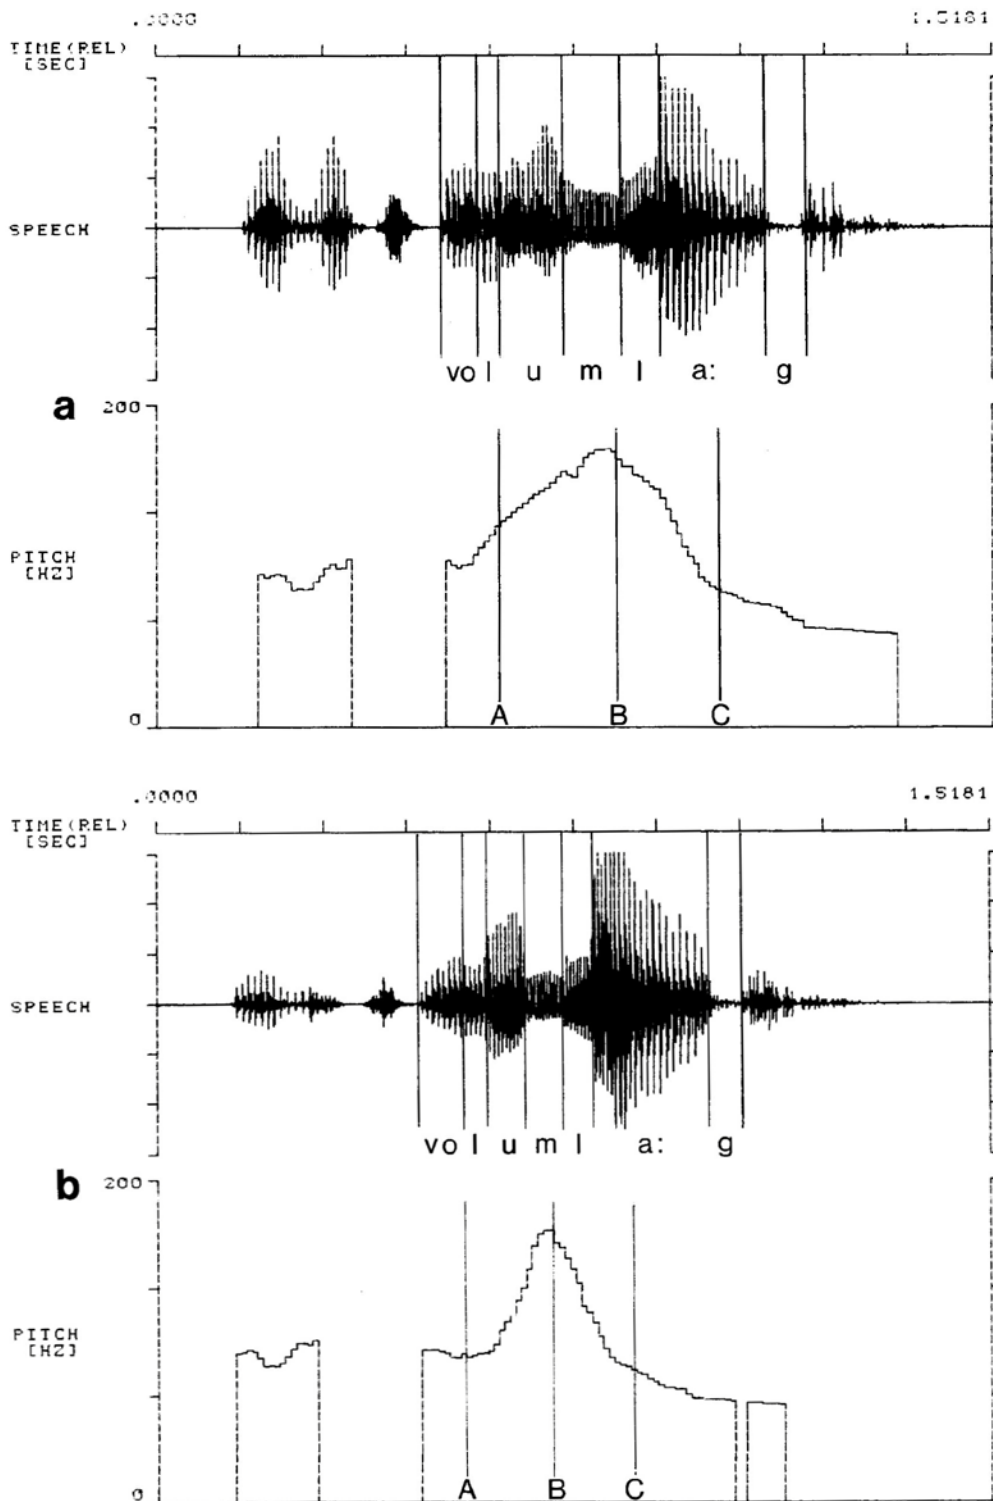 .0000 1.5181
TIME(REL)
[SEC]
SPEECH
vo l u m l a: g
a 200
PITCH
[HZ]
0 A B C
.0000 1.5181
TIME(REL)
[SEC]
SPEECH
vo l u m l a: g
b 200
PITCH
[HZ]
0 A B C